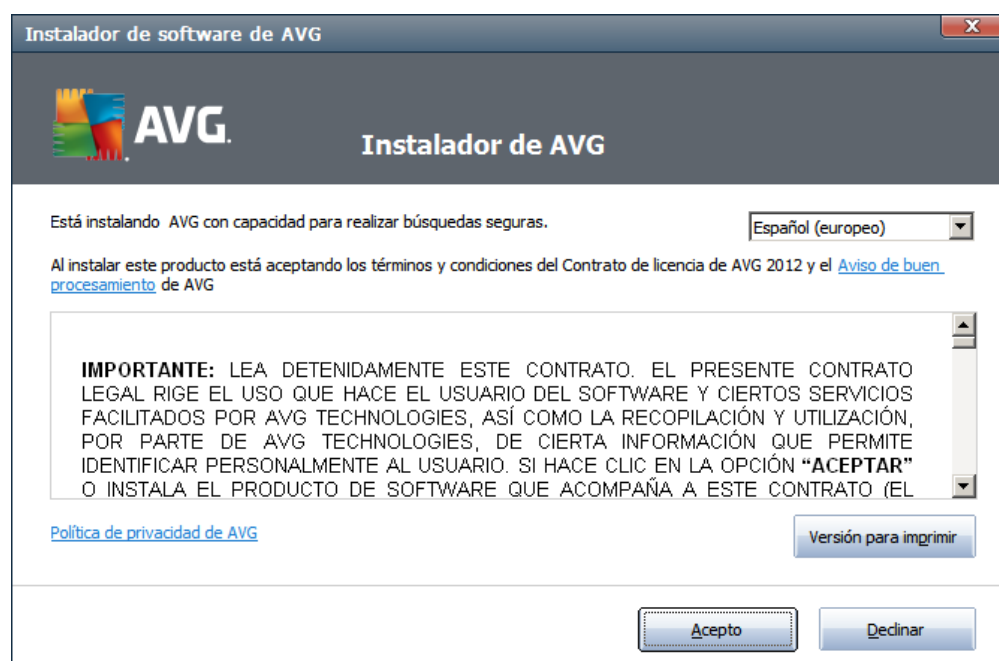 Instalador de software de AVG
AVG.
Instalador de AVG
Está instalando AVG con capacidad para realizar búsquedas seguras.
Español (europeo)
Al instalar este producto está aceptando los términos y condiciones del Contrato de licencia de AVG 2012 y el Aviso de buen
procesamiento de AVG
IMPORTANTE: LEA DETENIDAMENTE ESTE CONTRATO. EL PRESENTE CONTRATO
LEGAL RIGE EL USO QUE HACE EL USUARIO DEL SOFTWARE Y CIERTOS SERVICIOS
FACILITADOS POR AVG TECHNOLOGIES, ASÍ COMO LA RECOPILACIÓN Y UTILIZACIÓN,
POR PARTE DE AVG TECHNOLOGIES, DE CIERTA INFORMACIÓN QUE PERMITE
IDENTIFICAR PERSONALMENTE AL USUARIO. SI HACE CLIC EN LA OPCIÓN “ACEPTAR”
O INSTALA EL PRODUCTO DE SOFTWARE QUE ACOMPAÑA A ESTE CONTRATO (EL
Política de privacidad de AVG
Versión para imprimir
Acepto
Declinar